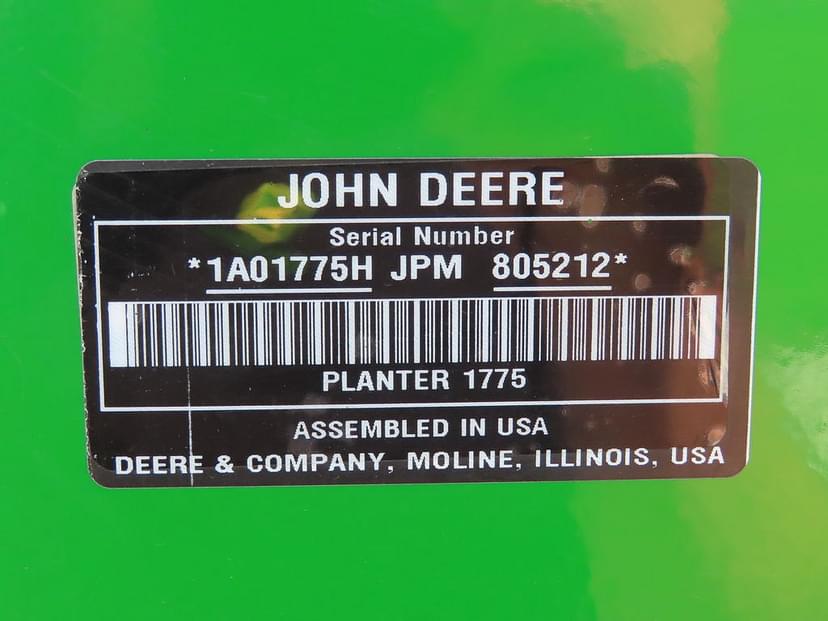 JOHN DEERE
Serial Number
*1A01775H JPM 805212*
PLANTER 1775
ASSEMBLED IN USA
DEERE & COMPANY, MOLINE, ILLINOIS, USA